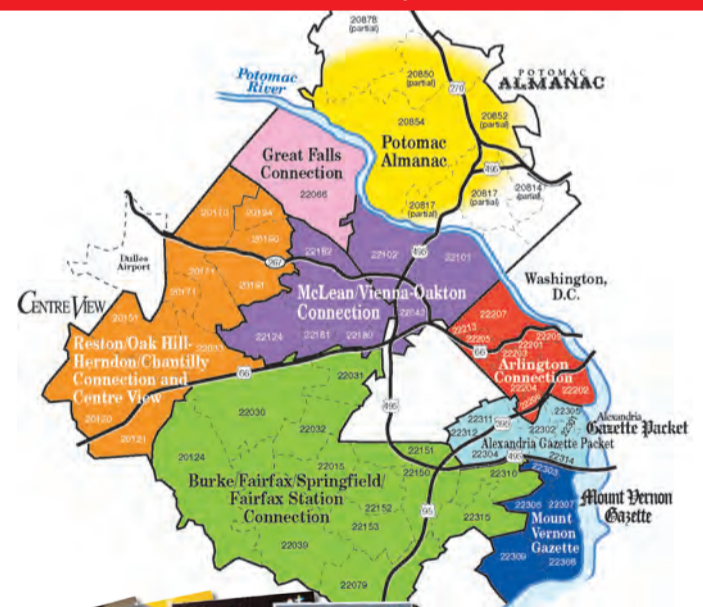 20878
(partial)
Potomac
River
20850
(partial)
270
POTOMAC
ALMANAC
20852
(partial)
20854
Potomac
Almanac
Great Falls
Connection
22066
495
20817
(partial)
20817
(partial)
20814
(partial)
20170
20194
20190
22182
22102
495
22101
Dulles
Airport
267
20171
20191
McLean/Vienna-Oakton
Connection
22043
Washington,
D.C.
CENTRE VIEW
20151
22124
22181
22180
22207
22213
22205
22201
22203
66
Arlington
Connection
22204
22202
22206
Reston/Oak Hill-
Herndon/Chantilly
Connection and
Centre View
22033
66
20120
20121
22031
22030
22032
495
22311
22312
395
22302
22305
22304
22314
Alexandria Gazette Packet
Alexandria
Gazette Packet
495
20124
22015
22151
22150
22310
22303
Burke/Fairfax/Springfield/
Fairfax Station
Connection
22152
22153
95
22315
22039
22079
22306
22307
Mount
Vernon
Gazette
22309
22308
Mount Vernon
Gazette